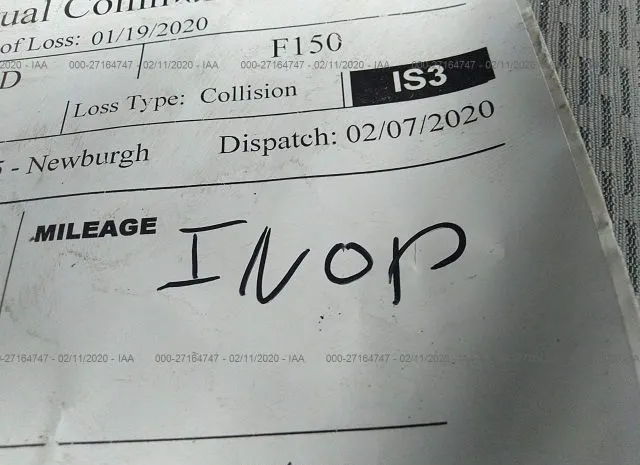 of Loss: 01/19/2020
F150
2020 - IAA 000-27164747 - 02/11/2020 - IAA 000-27164747 - 02/11/2020 - IAA 000-27164747 - 02/11/2020
D
Loss Type: Collision
IS3
- Newburgh
Dispatch: 02/07/2020
MILEAGE
INOP
-27164747 - 02/11/2020 - IAA 000-27164747 - 02/11/2020 - IAA 000-27164747 - 02/11/2020 - IAA 000-27164747